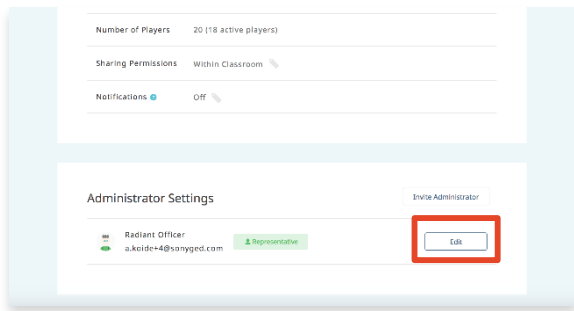 Number of Players 20 (18 active players)
Sharing Permissions Within Classroom
Notifications Off
Administrator Settings Invite Administrator
Radiant Officer
a.koide+4@sonyged.com Representative Edit